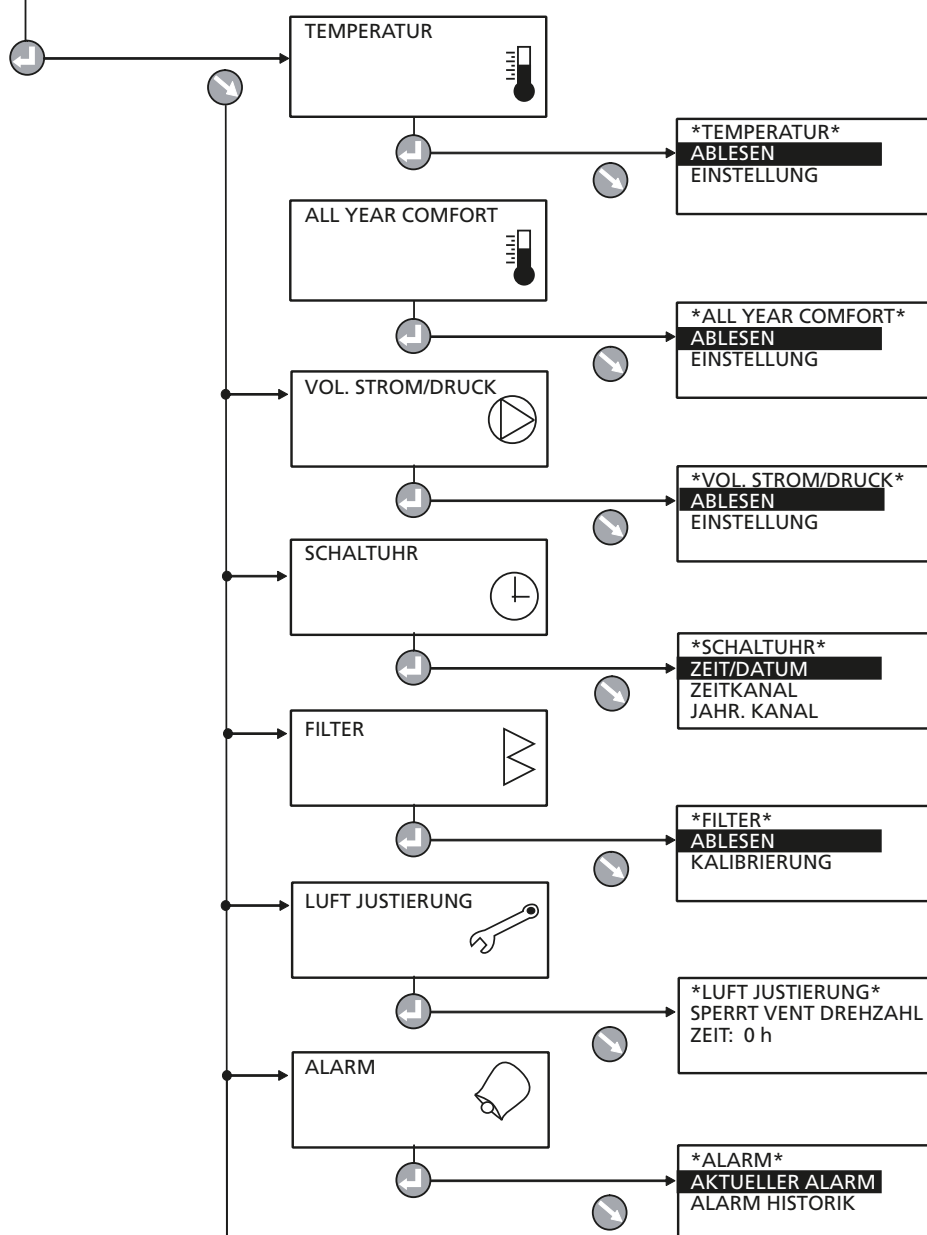 TEMPERATUR
*TEMPERATUR*
ABLESEN
EINSTELLUNG
ALL YEAR COMFORT
*ALL YEAR COMFORT*
ABLESEN
EINSTELLUNG
VOL. STROM/DRUCK
*VOL. STROM/DRUCK*
ABLESEN
EINSTELLUNG
SCHALTUHR
*SCHALTUHR*
ZEIT/DATUM
ZEITKANAL
JAHR. KANAL
FILTER
*FILTER*
ABLESEN
KALIBRIERUNG
LUFT JUSTIERUNG
*LUFT JUSTIERUNG*
SPERRT VENT DREHZAHL
ZEIT: 0 h
ALARM
*ALARM*
AKTUELLER ALARM
ALARM HISTORIK